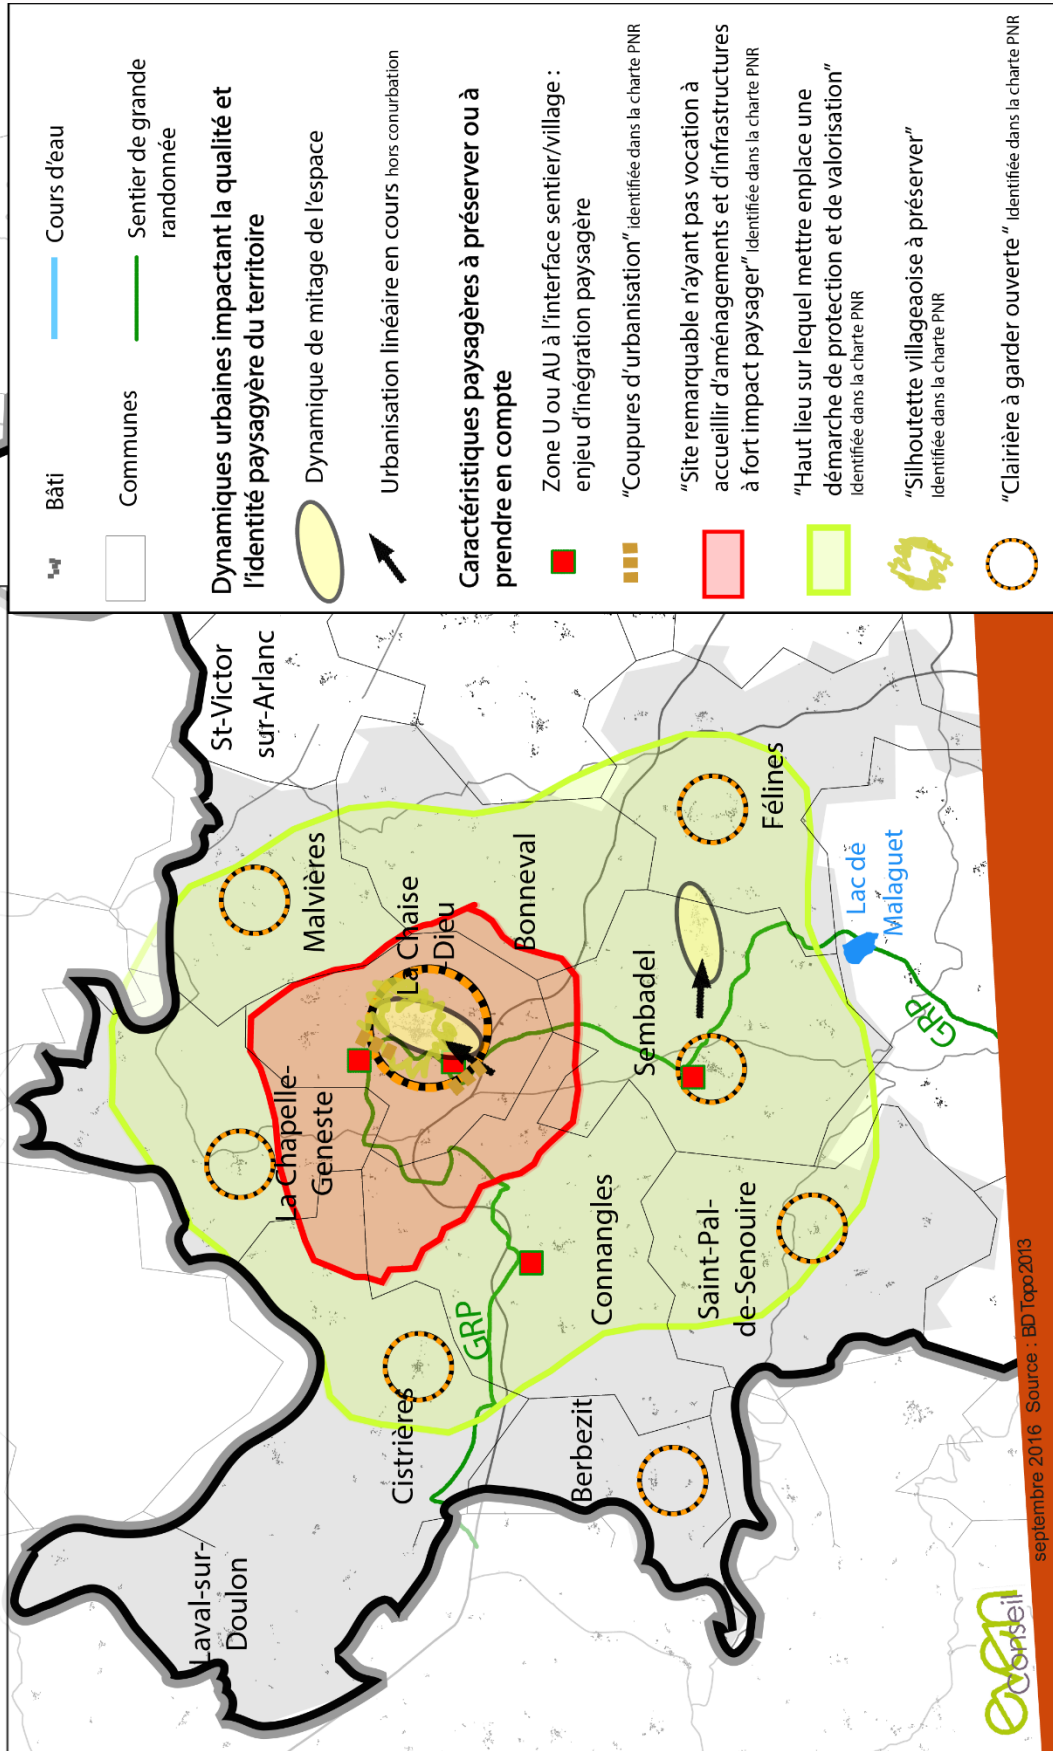 Laval-sur-
Doulon
Cistrières
GRP
Berbezit
La Chapelle-
Geneste
Malvières
St-Victor
sur-Arlanc
La Chaise
-Dieu
Bonneval
Connangles
Saint-Pal-
de-Senouire
Sembadel
Félines
Lac de
Malaguet
GRP
even
Conseil
septembre 2016 Source : BD Topo2013
Bâti
Cours d'eau
Communes
Sentier de grande
randonnée
Dynamiques urbaines impactant la qualité et
l'identité paysagyère du territoire
Dynamique de mitage de l'espace
Urbanisation linéaire en cours hors conurbation
Caractéristiques paysagères à préserver ou à
prendre en compte
Zone U ou AU à l'interface sentier/village :
enjeu d'inégration paysagère
“Coupures d'urbanisation” identifiée dans la charte PNR
“Site remarquable n'ayant pas vocation à
accueillir d'aménagements et d'infrastructures
à fort impact paysager” Identifiée dans la charte PNR
“Haut lieu sur lequel mettre enplace une
démarche de protection et de valorisation”
Identifiée dans la charte PNR
“Silhoutette villageaoise à préserver”
Identifiée dans la charte PNR
“Clairière à garder ouverte “ Identifiée dans la charte PNR